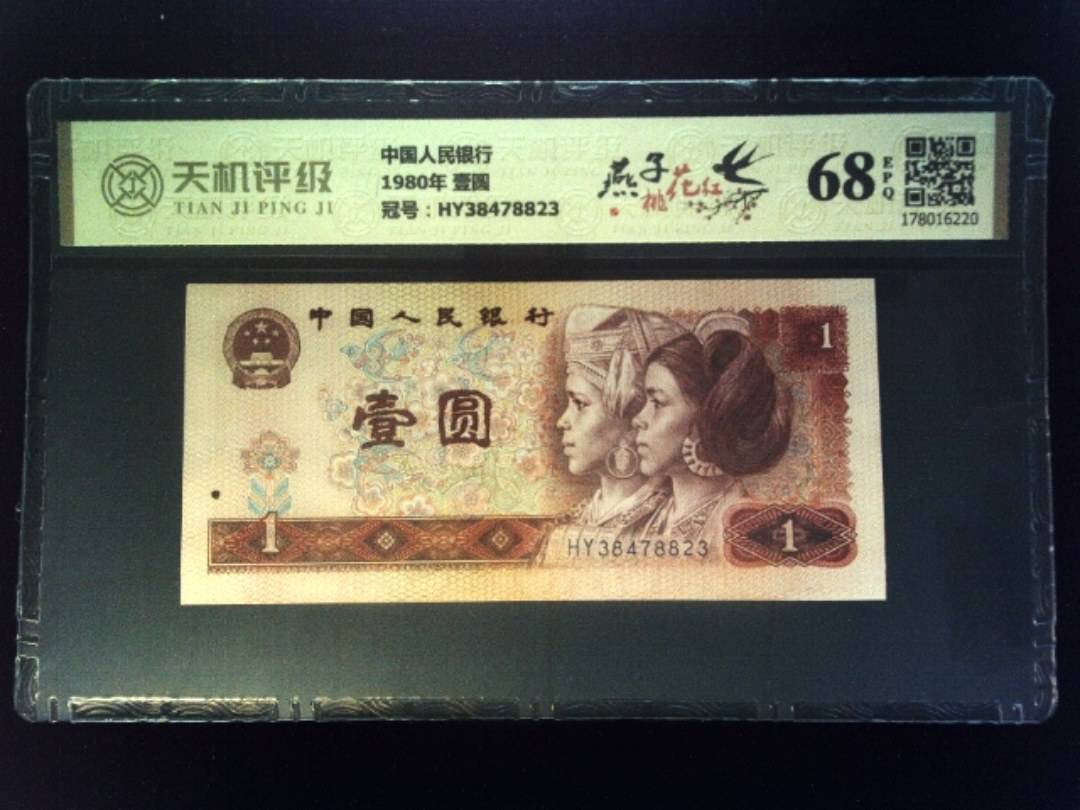 天机评级
TIAN JI PING JI
中国人民银行
1980年 壹圆
冠号：HY38478823
燕子
桃花红
68
EPQ
178016220
中国人民银行
壹圆
1
1
HY38478823
1